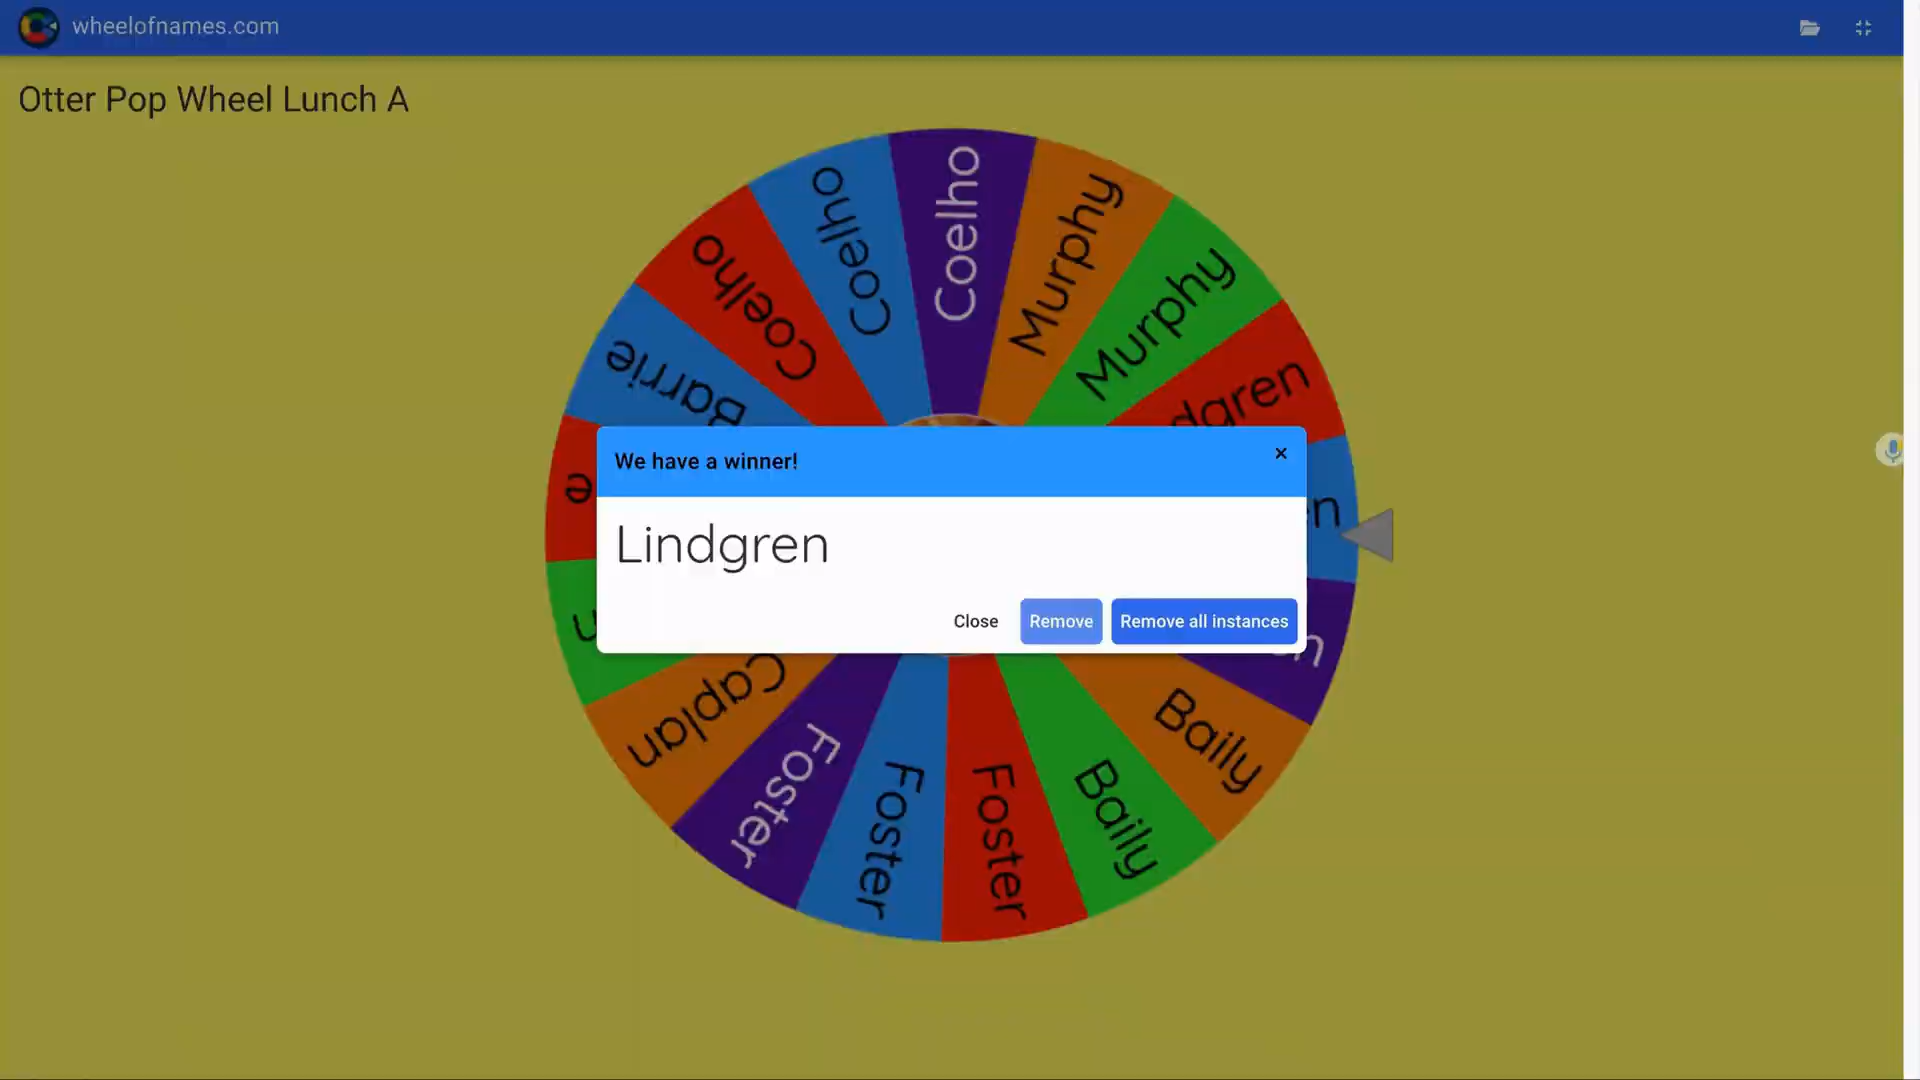 wheelofnames.com
Otter Pop Wheel Lunch A
Coelho
Coelho
Coelho
Murphy
Murphy
dgren
Barrie
e
n
n
n
We have a winner!
Lindgren
Close
Remove
Remove all instances
Caplan
Foster
Foster
Foster
Baily
Baily